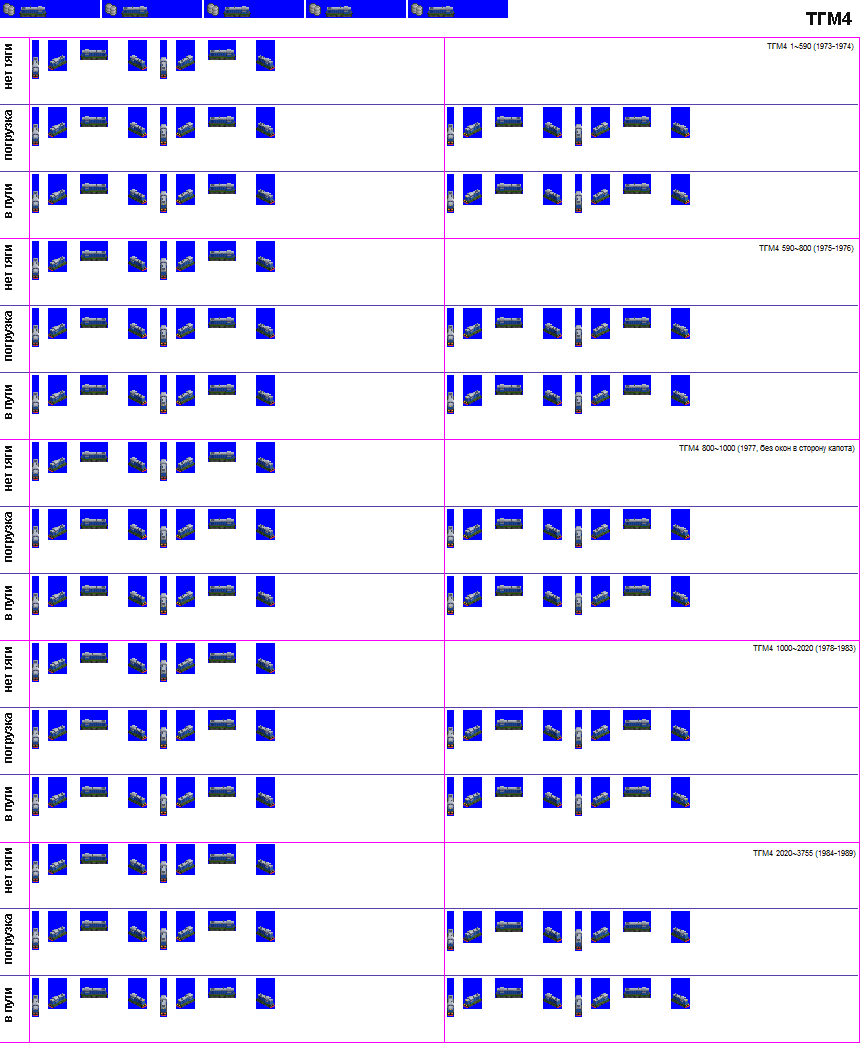 ТГМ4
ТГМ4 1~590 (1973-1974)
нет тяги
погрузка
в пути
ТГМ4 590~800 (1975-1976)
нет тяги
погрузка
в пути
ТГМ4 800~1000 (1977, без окон в сторону капота)
нет тяги
погрузка
в пути
ТГМ4 1000~2020 (1978-1983)
нет тяги
погрузка
в пути
ТГМ4 2020~3755 (1984-1989)
нет тяги
погрузка
в пути